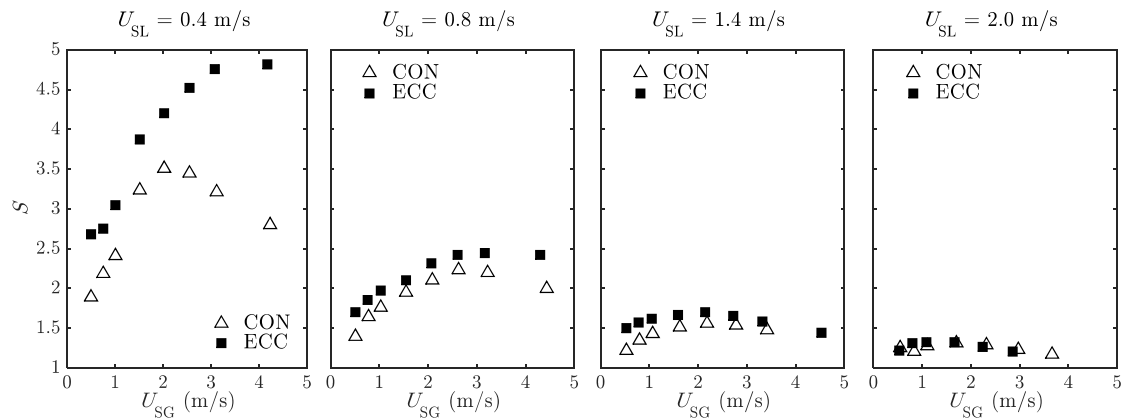 U_SL = 0.4 m/s
U_SL = 0.8 m/s
U_SL = 1.4 m/s
U_SL = 2.0 m/s
S
5
4.5
4
3.5
3
2.5
2
1.5
1
CON
ECC
CON
ECC
CON
ECC
CON
ECC
0 1 2 3 4 5
0 1 2 3 4 5
0 1 2 3 4 5
0 1 2 3 4 5
U_SG (m/s)
U_SG (m/s)
U_SG (m/s)
U_SG (m/s)